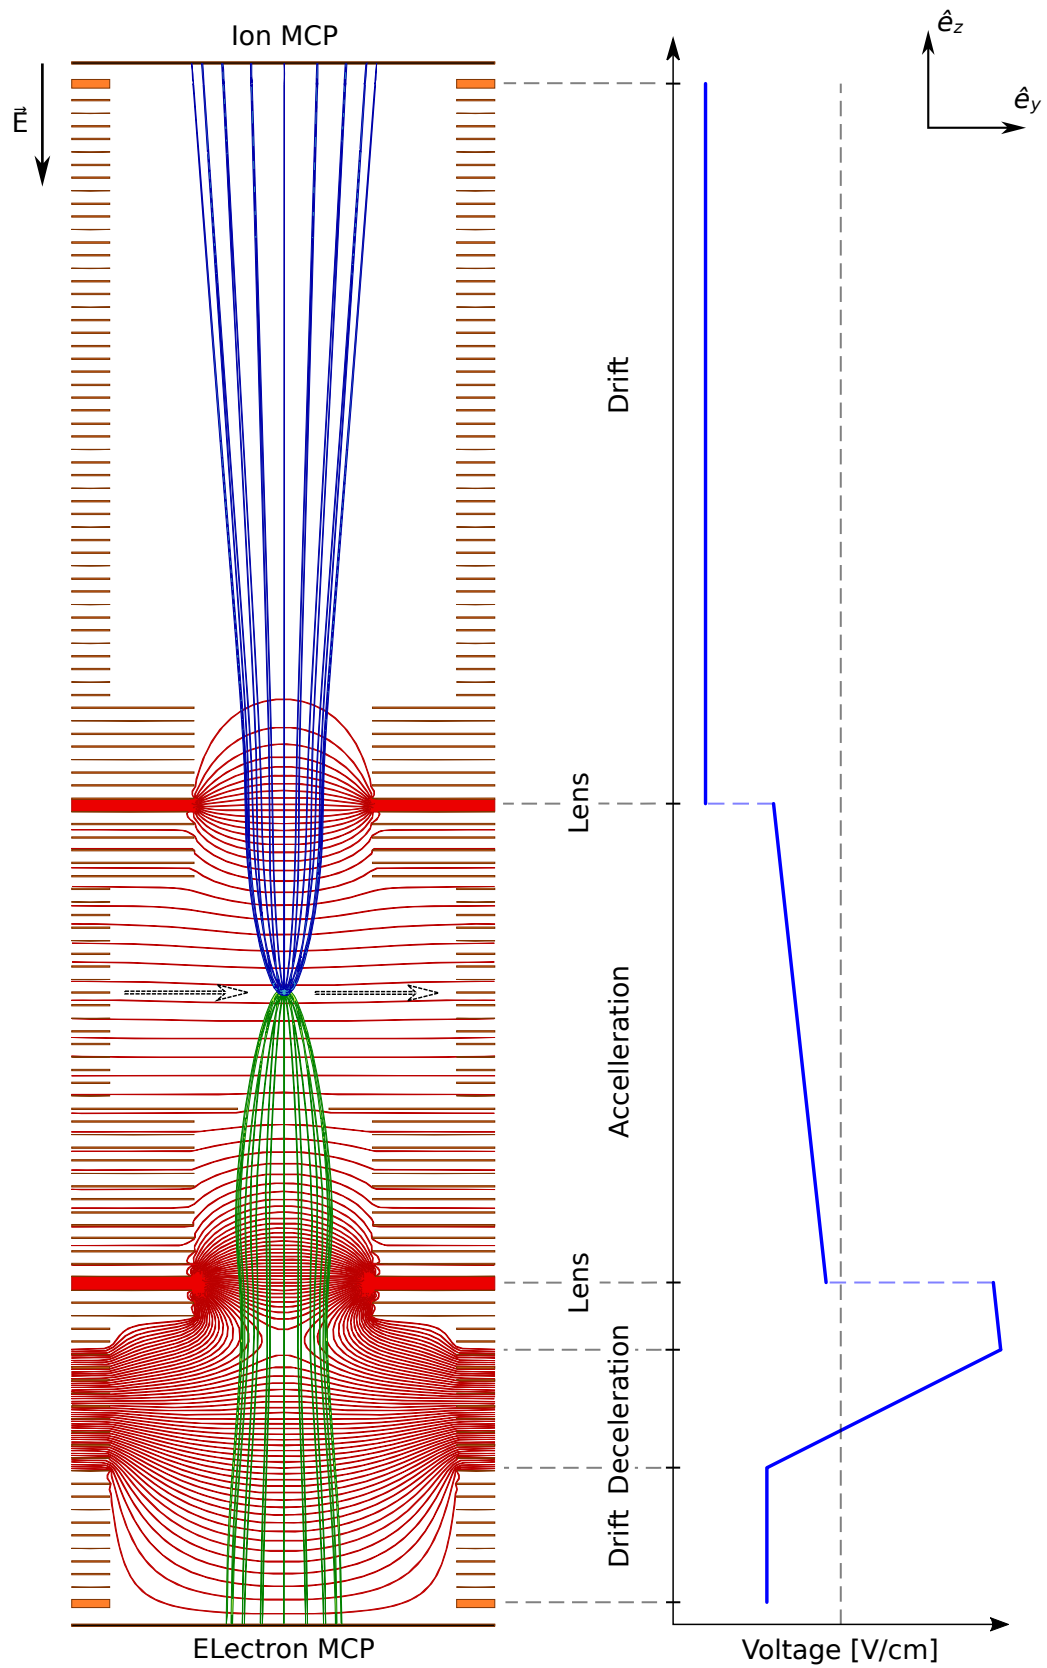 Ion MCP
E⃗
ê_z
ê_y
Drift
Lens
Accelleration
Lens
Deceleration
Drift
ELectron MCP
Voltage [V/cm]